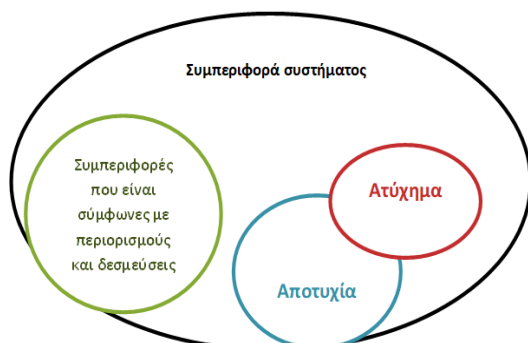 Συμπεριφορά συστήματος
Συμπεριφορές
που είναι
σύμφωνες με
περιορισμούς
και δεσμεύσεις
Ατύχημα
Αποτυχία